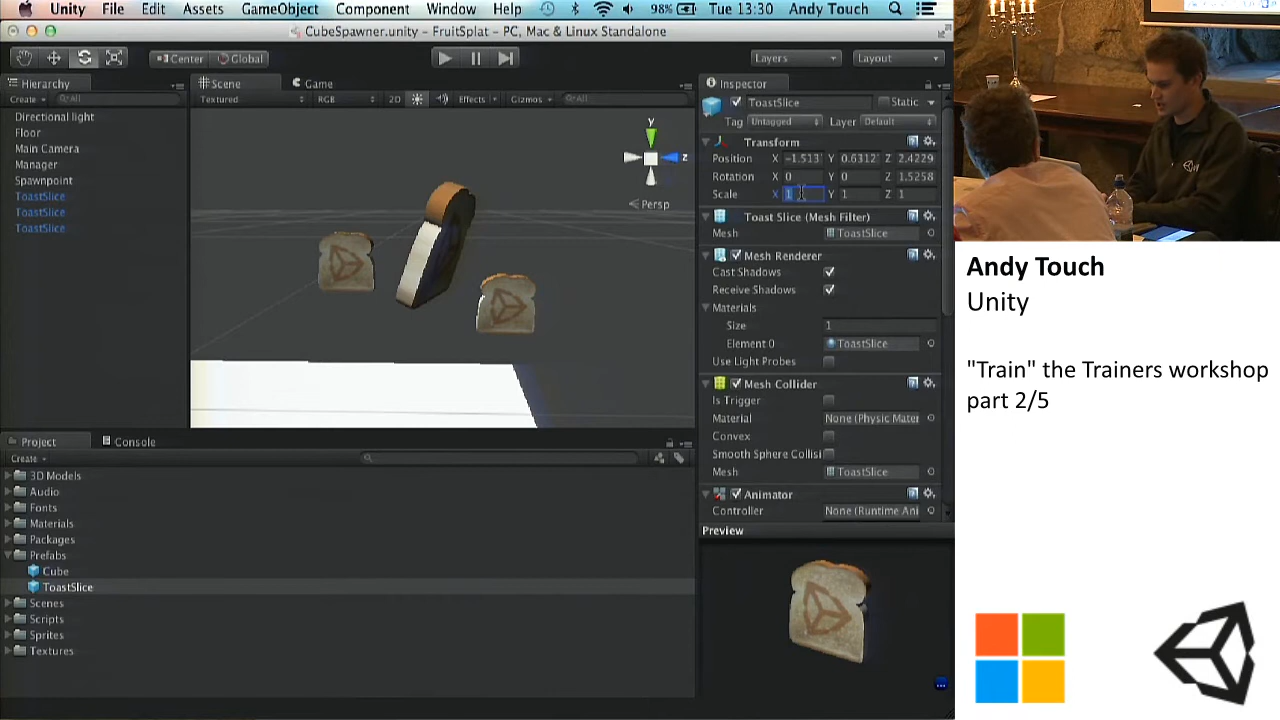 Unity File Edit Assets GameObject Component Window Help 98% Tue 13:30 Andy Touch
CubeSpawner.unity - FruitSplat - PC, Mac & Linux Standalone
Center Global Layers Layout
Hierarchy
Create All
Directional light
Floor
Main Camera
Manager
Spawnpoint
ToastSlice
ToastSlice
ToastSlice
Scene Game
Textured RGB 2D Effects Gizmos All
y
z
Persp
Inspector
ToastSlice Static
Tag Untagged Layer Default
Transform
Position X -1.513 Y 0.6312 Z 2.4229
Rotation X 0 Y 0 Z 1.5258
Scale X 1 Y 1 Z 1
Toast Slice (Mesh Filter)
Mesh ToastSlice
Mesh Renderer
Cast Shadows
Receive Shadows
Materials
Size 1
Element 0 ToastSlice
Use Light Probes
Mesh Collider
Is Trigger
Material None (Physic Mater
Convex
Smooth Sphere Collisi
Mesh ToastSlice
Animator
Controller None (Runtime Ani
Preview
Project Console
Create
3D Models
Audio
Fonts
Materials
Packages
Prefabs
Cube
ToastSlice
Scenes
Scripts
Sprites
Textures
Andy Touch
Unity
"Train" the Trainers workshop
part 2/5